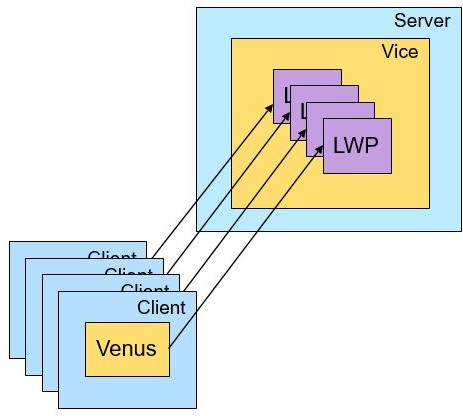 Server
Vice
L
L
LWP
Client
Client
Client
Client
Venus